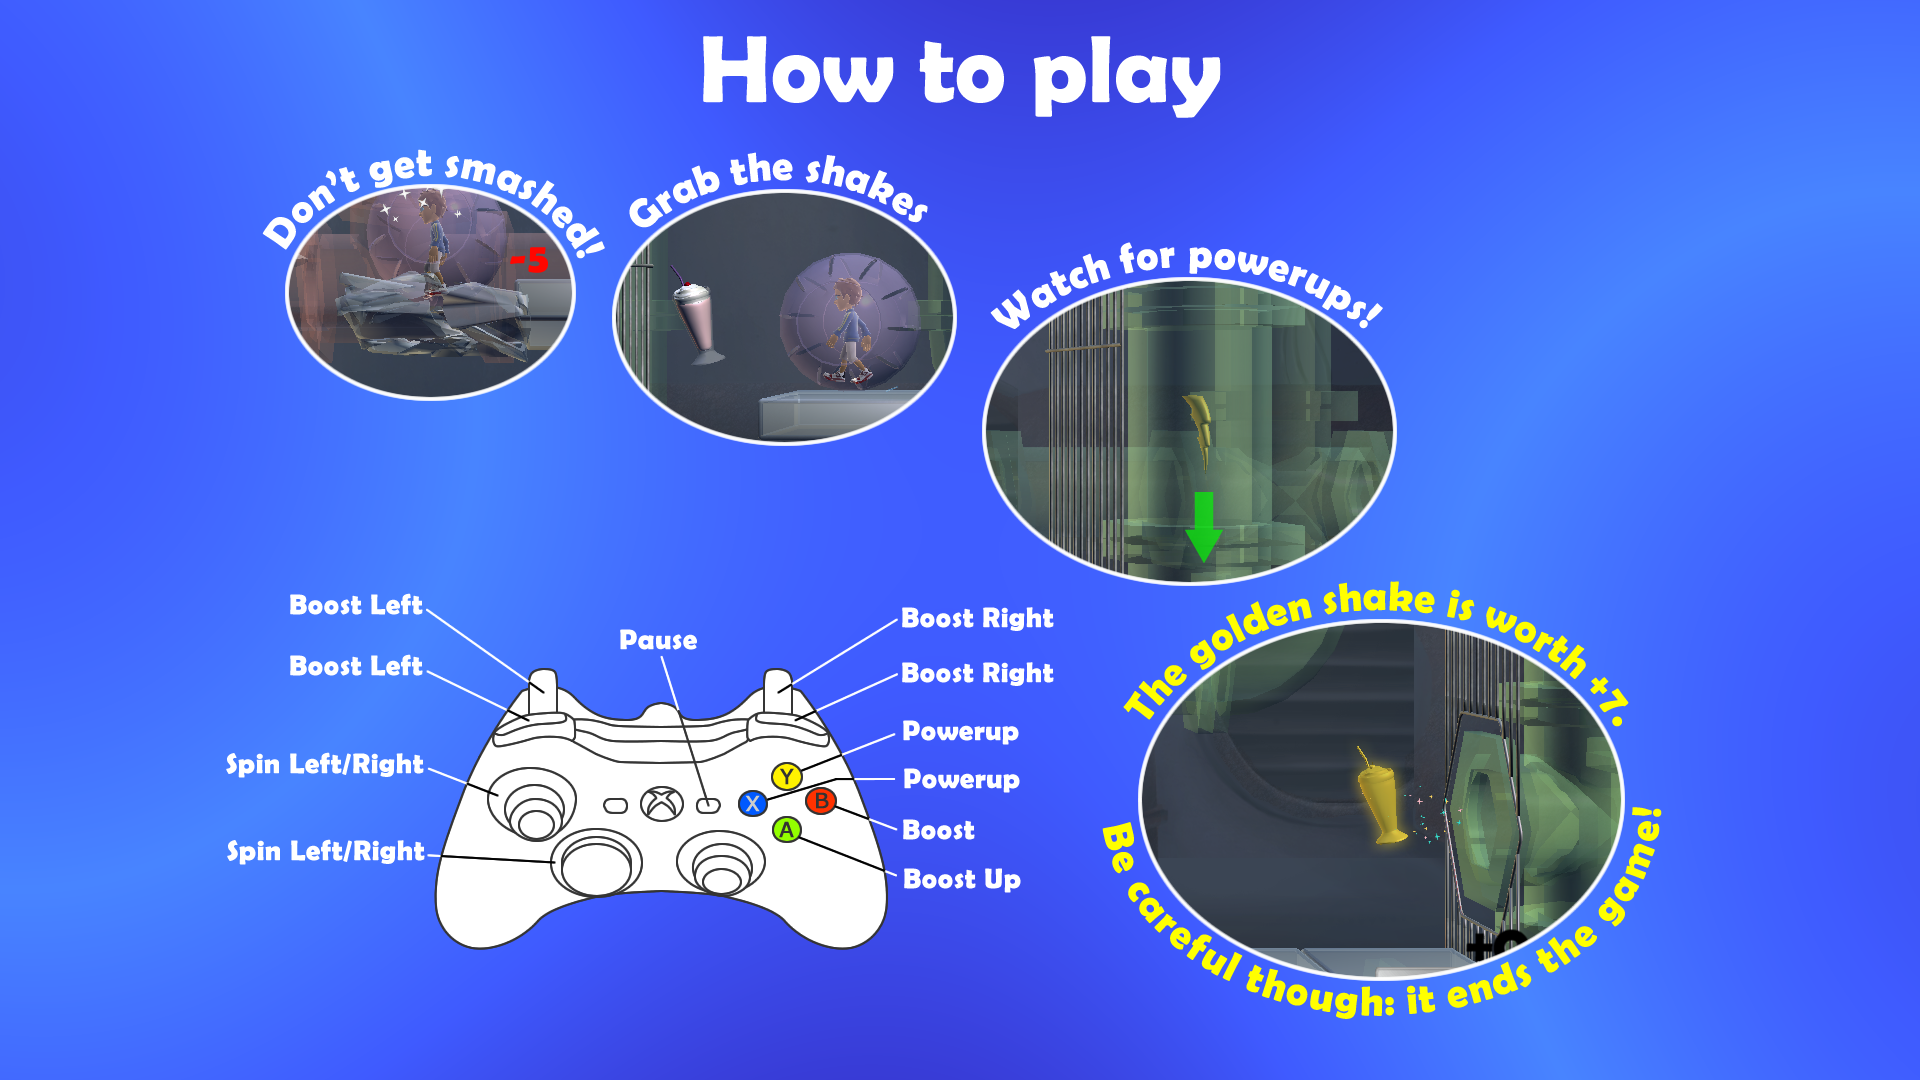 How to play
Don't get smashed!
-5
Grab the shakes
Watch for powerups!
Boost Left
Boost Left
Spin Left/Right
Spin Left/Right
Pause
Boost Right
Boost Right
Powerup
Powerup
Boost
Boost Up
Y
X
B
A
The golden shake is worth +7.
Be careful though: it ends the game!